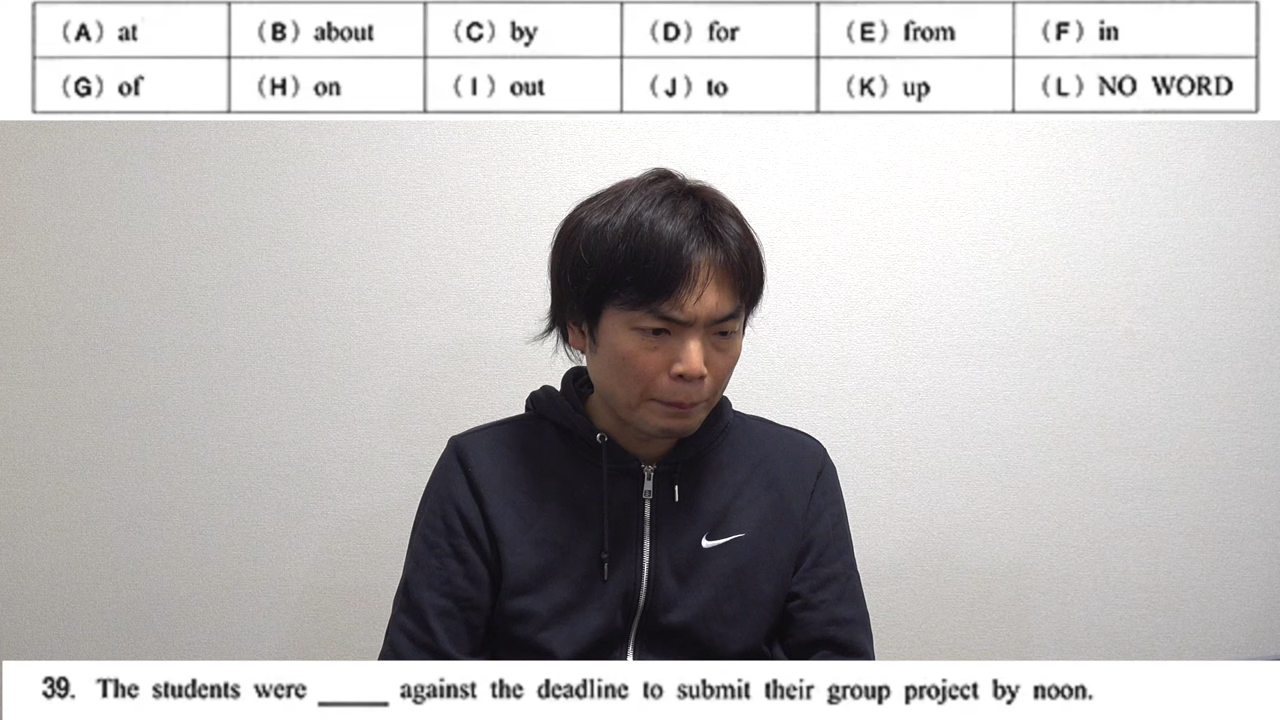 (A) at (B) about (C) by (D) for (E) from (F) in
(G) of (H) on (I) out (J) to (K) up (L) NO WORD
39. The students were ____ against the deadline to submit their group project by noon.